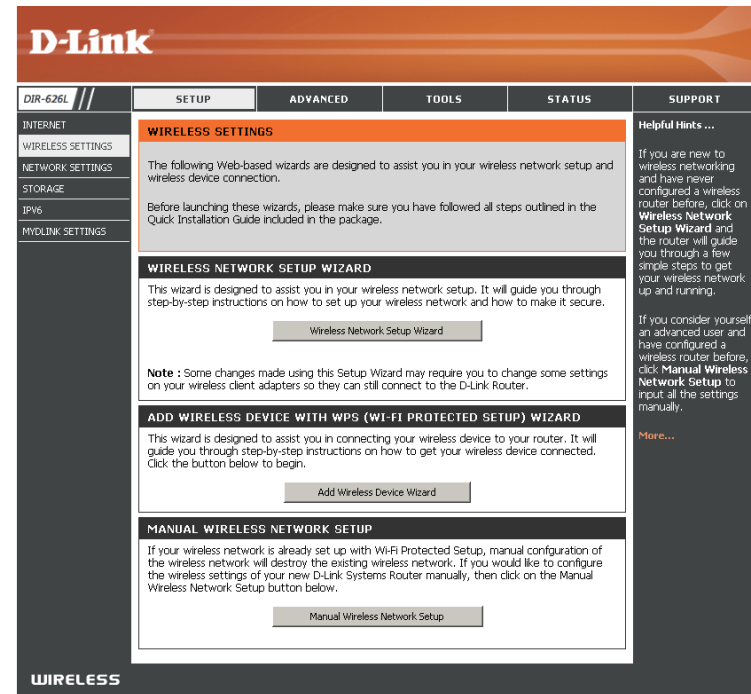 D-Link
DIR-626L
SETUP
ADVANCED
TOOLS
STATUS
SUPPORT
INTERNET
WIRELESS SETTINGS
NETWORK SETTINGS
STORAGE
IPV6
MYDLINK SETTINGS
WIRELESS SETTINGS
The following Web-based wizards are designed to assist you in your wireless network setup and
wireless device connection.
Before launching these wizards, please make sure you have followed all steps outlined in the
Quick Installation Guide included in the package.
WIRELESS NETWORK SETUP WIZARD
This wizard is designed to assist you in your wireless network setup. It will guide you through
step-by-step instructions on how to set up your wireless network and how to make it secure.
Wireless Network Setup Wizard
Note : Some changes made using this Setup Wizard may require you to change some settings
on your wireless client adapters so they can still connect to the D-Link Router.
ADD WIRELESS DEVICE WITH WPS (WI-FI PROTECTED SETUP) WIZARD
This wizard is designed to assist you in connecting your wireless device to your router. It will
guide you through step-by-step instructions on how to get your wireless device connected.
Click the button below to begin.
Add Wireless Device Wizard
MANUAL WIRELESS NETWORK SETUP
If your wireless network is already set up with Wi-Fi Protected Setup, manual confguration of
the wireless network will destroy the existing wireless network. If you would like to configure
the wireless settings of your new D-Link Systems Router manually, then click on the Manual
Wireless Network Setup button below.
Manual Wireless Network Setup
Helpful Hints ...
If you are new to
wireless networking
and have never
configured a wireless
router before, click on
Wireless Network
Setup Wizard and
the router will guide
you through a few
simple steps to get
your wireless network
up and running.
If you consider yourself
an advanced user and
have configured a
wireless router before,
click Manual Wireless
Network Setup to
input all the settings
manually.
More...
WIRELESS